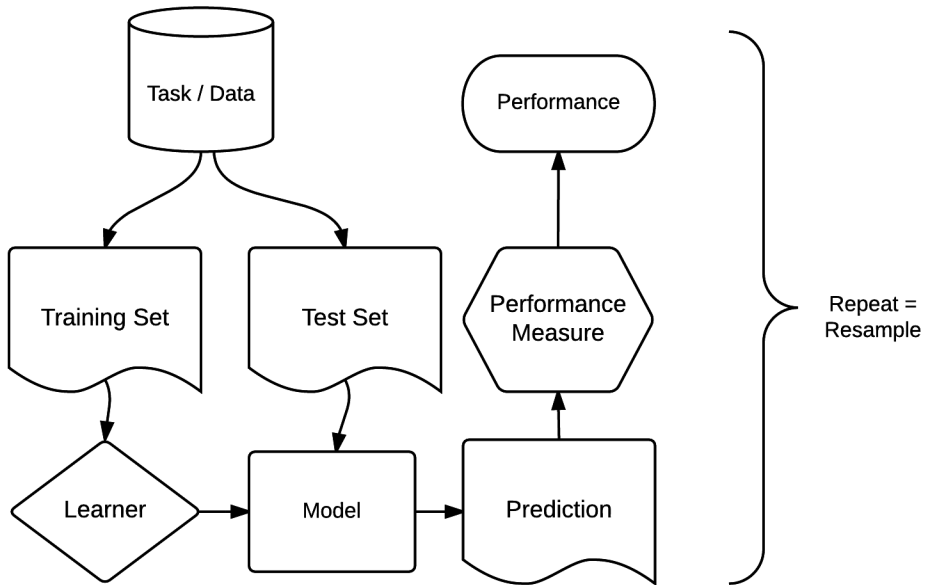 Task / Data
Performance
Training Set
Test Set
Performance
Measure
Repeat =
Resample
Learner
Model
Prediction